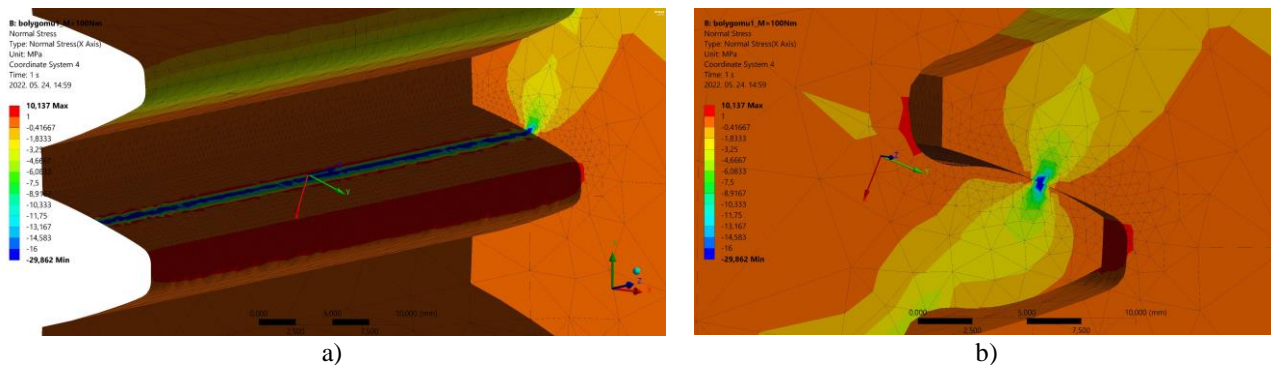 B: bolygomu1_M=100Nm
Normal Stress
Type: Normal Stress(X Axis)
Unit: MPa
Coordinate System 4
Time: 1 s
2022. 05. 24. 14:59
10,137 Max
1
-0,41667
-1,8333
-3,25
-4,6667
-6,0833
-7,5
-8,9167
-10,333
-11,75
-13,167
-14,583
-16
-29,862 Min
Y
Y
Z
X
0,000
10,000 (mm)
2,500
7,500
a)
B: bolygomu1_M=100Nm
Normal Stress
Type: Normal Stress(X Axis)
Unit: MPa
Coordinate System 4
Time: 1 s
2022. 05. 24. 14:59
10,137 Max
1
-0,41667
-1,8333
-3,25
-4,6667
-6,0833
-7,5
-8,9167
-10,333
-11,75
-13,167
-14,583
-16
-29,862 Min
Z
Y
0,000
5,000
10,000 (mm)
2,500
7,500
b)